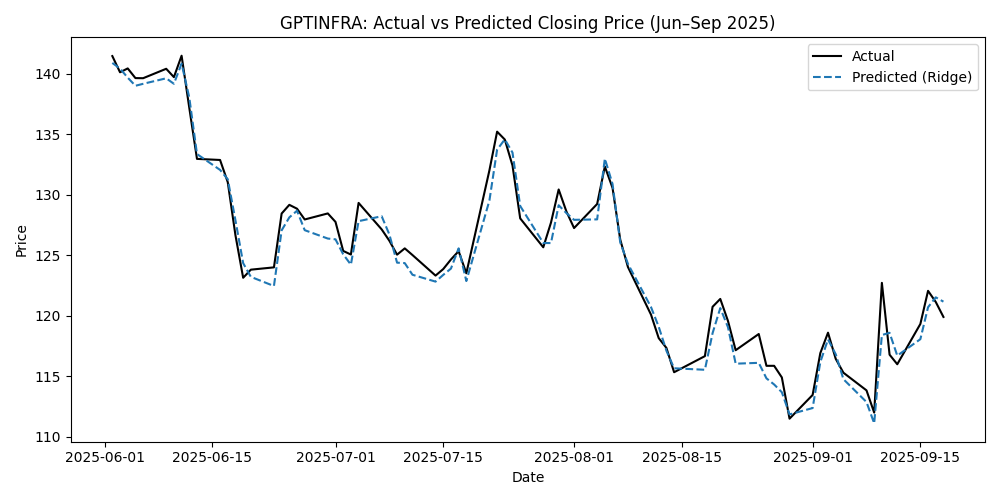 GPTINFRA: Actual vs Predicted Closing Price (Jun–Sep 2025)
Actual
Predicted (Ridge)
Price
140
135
130
125
120
115
110
2025-06-01 2025-06-15 2025-07-01 2025-07-15 2025-08-01 2025-08-15 2025-09-01 2025-09-15
Date